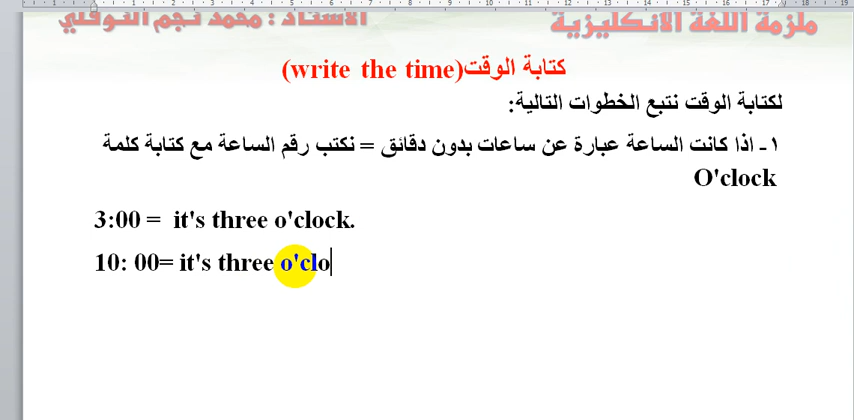 ملزمة اللغة الانكليزية الاستاذ : محمد نجم النوفلي
كتابة الوقت(write the time)
لكتابة الوقت نتبع الخطوات التالية:
١- اذا كانت الساعة عبارة عن ساعات بدون دقائق = نكتب رقم الساعة مع كتابة كلمة
O'clock
3:00 = it's three o'clock.
10: 00= it's three o'clo